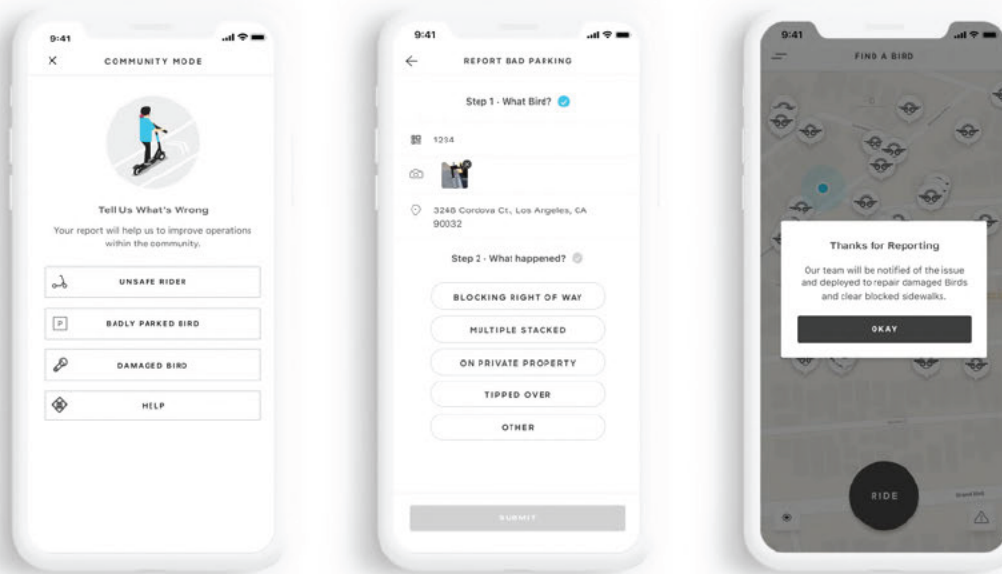 9:41
COMMUNITY MODE
Tell Us What's Wrong
Your report will help us to improve operations
within the community.
UNSAFE RIDER
P
BADLY PARKED BIRD
DAMAGED BIRD
HELP
9:41
REPORT BAD PARKING
Step 1 - What Bird?
1234
3248 Cordova Ct., Los Angeles, CA
90032
Step 2 - What happened?
BLOCKING RIGHT OF WAY
MULTIPLE STACKED
ON PRIVATE PROPERTY
TIPPED OVER
OTHER
SUBMIT
9:41
FIND A BIRD
Thanks for Reporting
Our team will be notified of the issue
and deployed to repair damaged Birds
and clear blocked sidewalks.
OKAY
RIDE